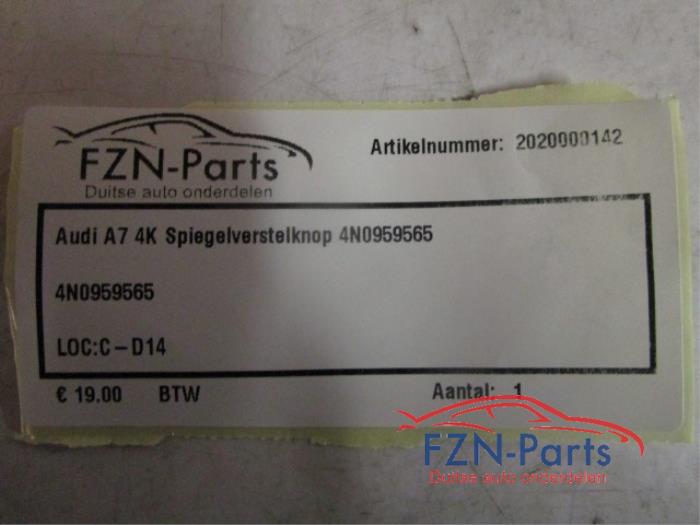 FZN-Parts
Duitse auto onderdelen
Artikelnummer: 2020000142
Audi A7 4K Spiegelverstelknop 4N0959565
4N0959565
LOC:C-D14
€ 19.00 BTW Aantal: 1
FZN-Parts
Duitse auto onderdelen